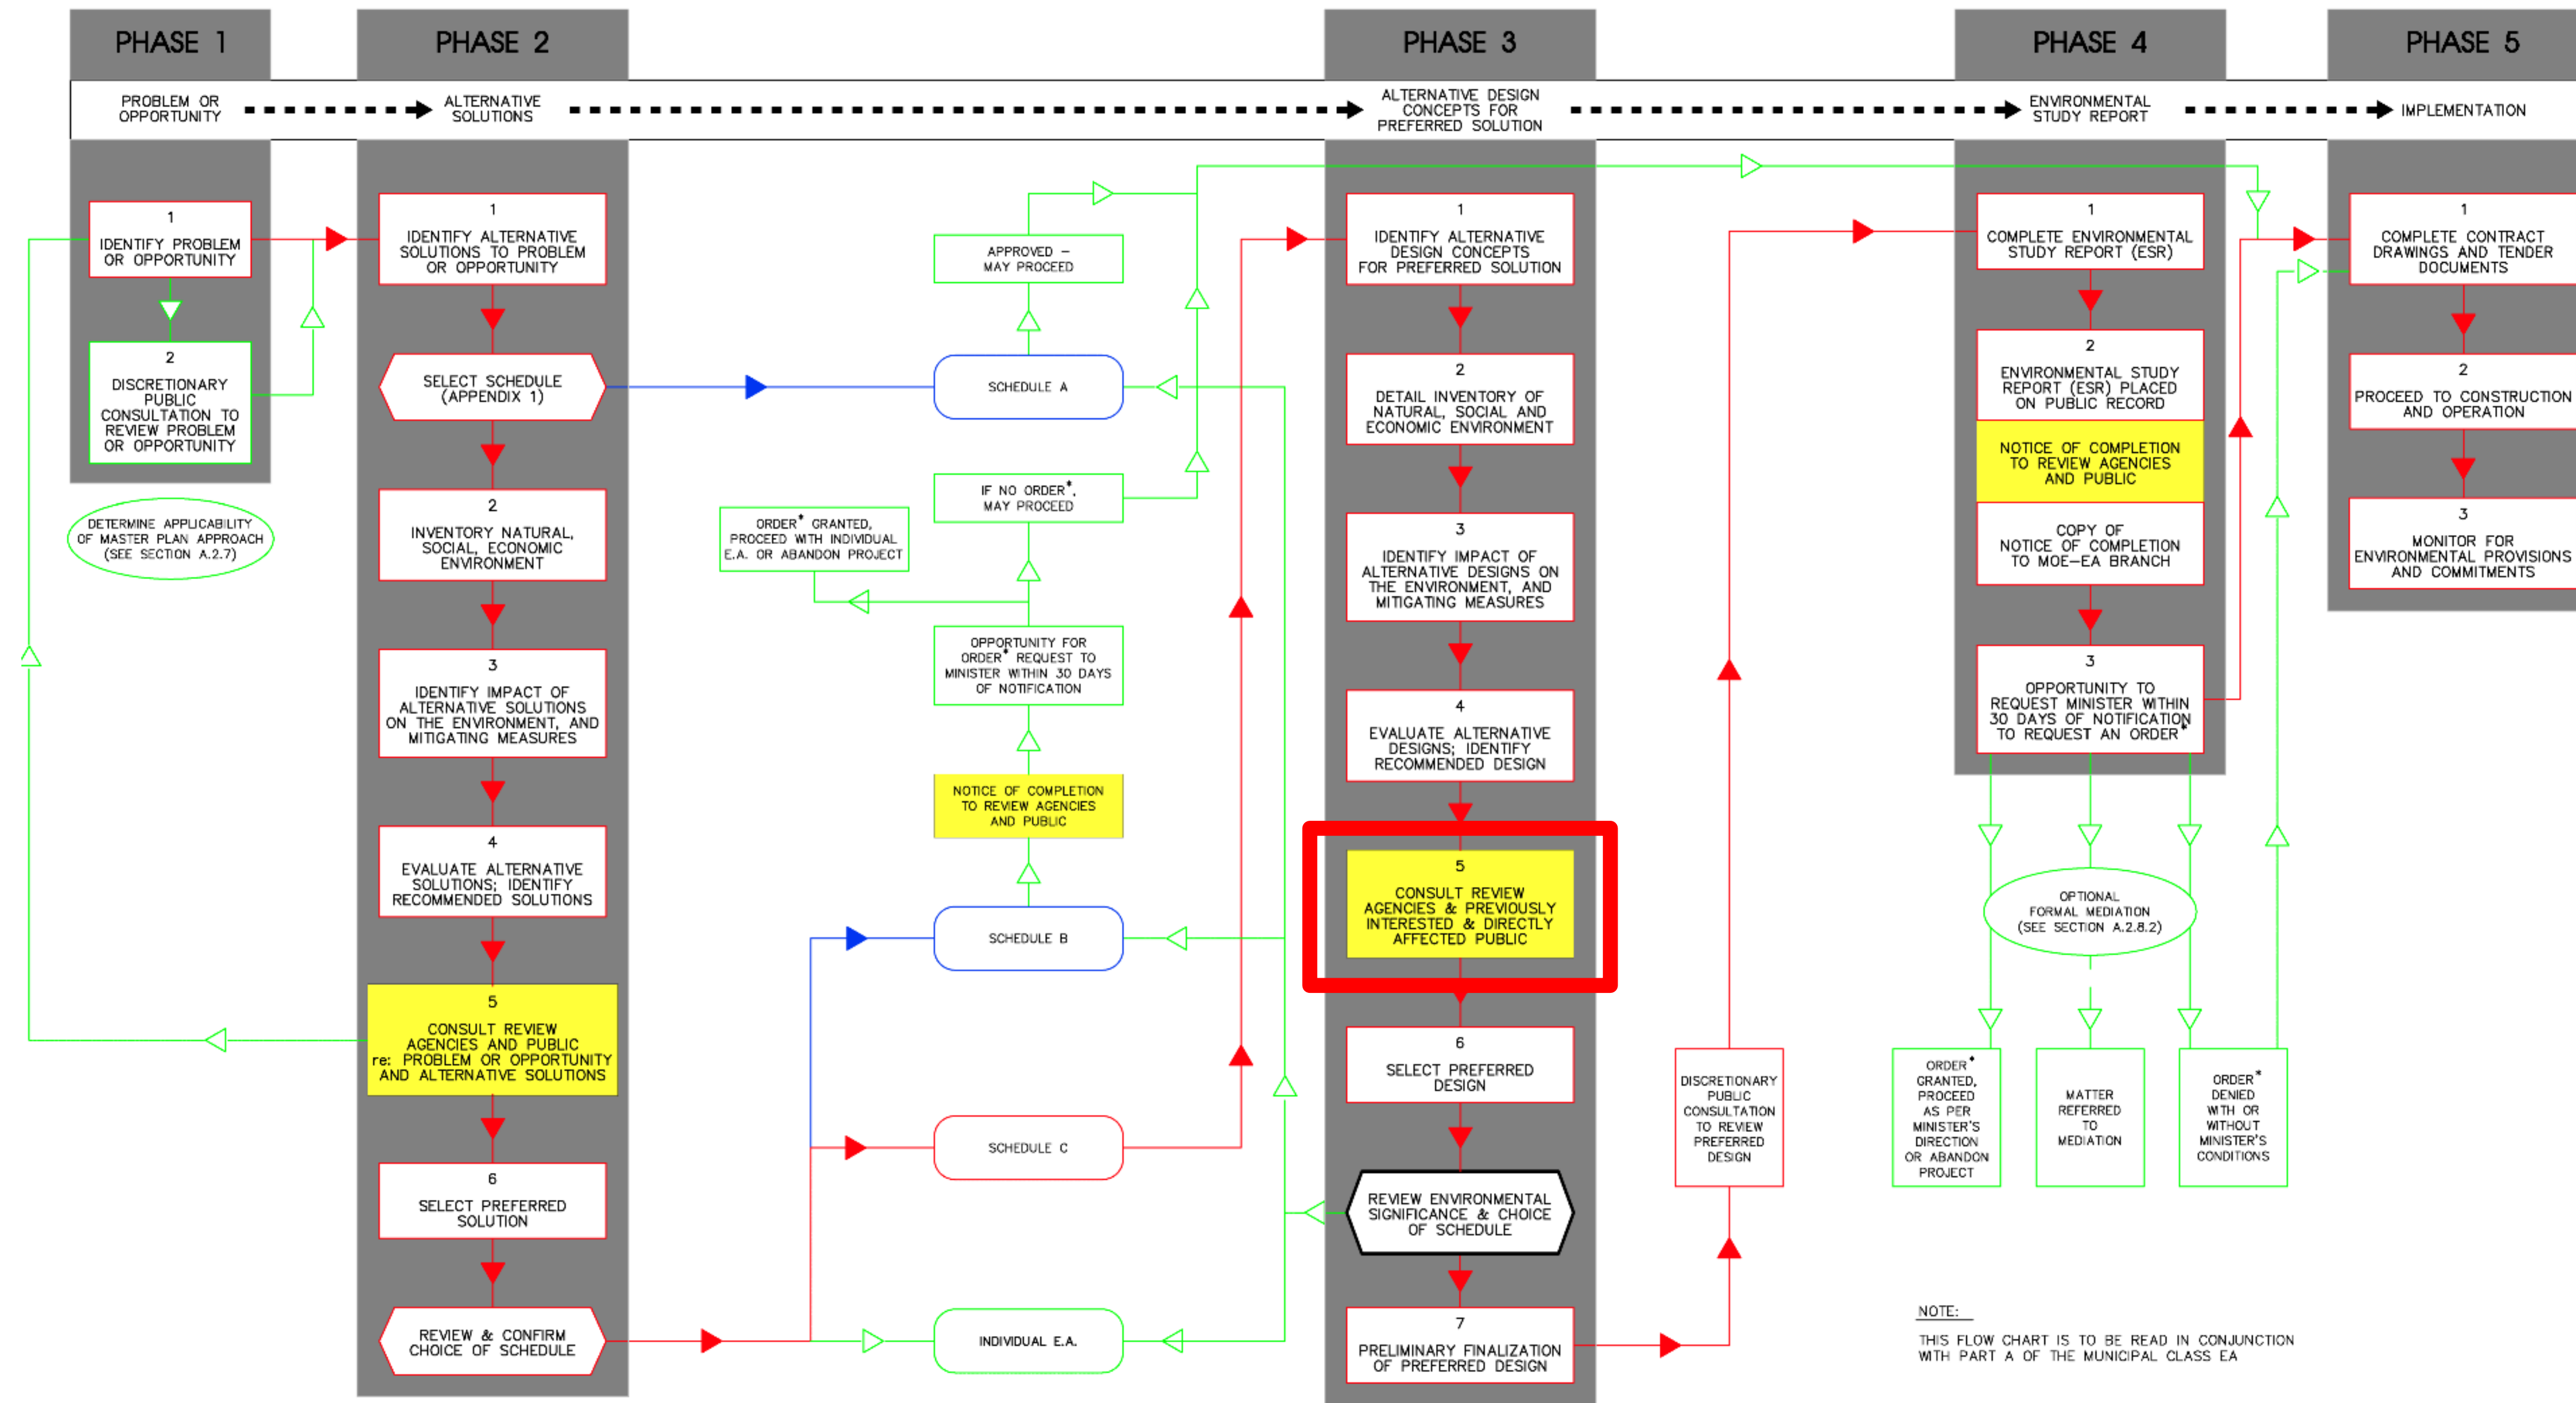 PHASE 1
PHASE 2
PHASE 3
PHASE 4
PHASE 5
PROBLEM OR
OPPORTUNITY
ALTERNATIVE
SOLUTIONS
ALTERNATIVE DESIGN
CONCEPTS FOR
PREFERRED SOLUTION
ENVIRONMENTAL
STUDY REPORT
IMPLEMENTATION
1
IDENTIFY PROBLEM
OR OPPORTUNITY
2
DISCRETIONARY
PUBLIC
CONSULTATION TO
REVIEW PROBLEM
OR OPPORTUNITY
DETERMINE APPLICABILITY
OF MASTER PLAN APPROACH
(SEE SECTION A.2.7)
1
IDENTIFY ALTERNATIVE
SOLUTIONS TO PROBLEM
OR OPPORTUNITY
SELECT SCHEDULE
(APPENDIX 1)
2
INVENTORY NATURAL,
SOCIAL, ECONOMIC
ENVIRONMENT
3
IDENTIFY IMPACT OF
ALTERNATIVE SOLUTIONS
ON THE ENVIRONMENT, AND
MITIGATING MEASURES
4
EVALUATE ALTERNATIVE
SOLUTIONS; IDENTIFY
RECOMMENDED SOLUTIONS
5
CONSULT REVIEW
AGENCIES AND PUBLIC
re: PROBLEM OR OPPORTUNITY
AND ALTERNATIVE SOLUTIONS
6
SELECT PREFERRED
SOLUTION
REVIEW & CONFIRM
CHOICE OF SCHEDULE
APPROVED –
MAY PROCEED
SCHEDULE A
IF NO ORDER*,
MAY PROCEED
ORDER* GRANTED,
PROCEED WITH INDIVIDUAL
E.A. OR ABANDON PROJECT
OPPORTUNITY FOR
ORDER* REQUEST TO
MINISTER WITHIN 30 DAYS
OF NOTIFICATION
NOTICE OF COMPLETION
TO REVIEW AGENCIES
AND PUBLIC
SCHEDULE B
SCHEDULE C
INDIVIDUAL E.A.
1
IDENTIFY ALTERNATIVE
DESIGN CONCEPTS
FOR PREFERRED SOLUTION
2
DETAIL INVENTORY OF
NATURAL, SOCIAL AND
ECONOMIC ENVIRONMENT
3
IDENTIFY IMPACT OF
ALTERNATIVE DESIGNS ON
THE ENVIRONMENT, AND
MITIGATING MEASURES
4
EVALUATE ALTERNATIVE
DESIGNS; IDENTIFY
RECOMMENDED DESIGN
5
CONSULT REVIEW
AGENCIES & PREVIOUSLY
INTERESTED & DIRECTLY
AFFECTED PUBLIC
6
SELECT PREFERRED
DESIGN
REVIEW ENVIRONMENTAL
SIGNIFICANCE & CHOICE
OF SCHEDULE
7
PRELIMINARY FINALIZATION
OF PREFERRED DESIGN
DISCRETIONARY
PUBLIC
CONSULTATION
TO REVIEW
PREFERRED
DESIGN
1
COMPLETE ENVIRONMENTAL
STUDY REPORT (ESR)
2
ENVIRONMENTAL STUDY
REPORT (ESR) PLACED
ON PUBLIC RECORD
NOTICE OF COMPLETION
TO REVIEW AGENCIES
AND PUBLIC
COPY OF
NOTICE OF COMPLETION
TO MOE–EA BRANCH
3
OPPORTUNITY TO
REQUEST MINISTER WITHIN
30 DAYS OF NOTIFICATION
TO REQUEST AN ORDER*
OPTIONAL
FORMAL MEDIATION
(SEE SECTION A.2.8.2)
ORDER*
GRANTED,
PROCEED
AS PER
MINISTER'S
DIRECTION
OR ABANDON
PROJECT
MATTER
REFERRED
TO
MEDIATION
ORDER*
DENIED
WITH OR
WITHOUT
MINISTER'S
CONDITIONS
1
COMPLETE CONTRACT
DRAWINGS AND TENDER
DOCUMENTS
2
PROCEED TO CONSTRUCTION
AND OPERATION
3
MONITOR FOR
ENVIRONMENTAL PROVISIONS
AND COMMITMENTS
NOTE:
THIS FLOW CHART IS TO BE READ IN CONJUNCTION
WITH PART A OF THE MUNICIPAL CLASS EA